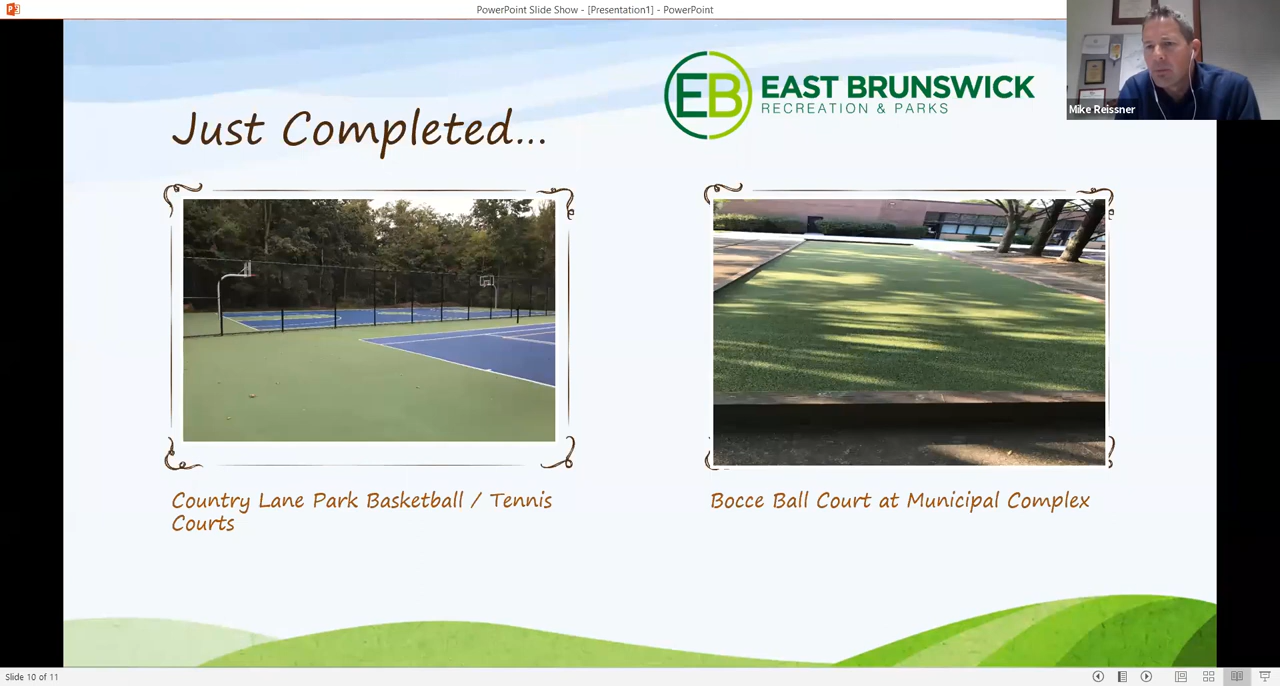 PowerPoint Slide Show - [Presentation1] - PowerPoint
Mike Reissner
EB
EAST BRUNSWICK
RECREATION & PARKS
Just Completed...
Country Lane Park Basketball / Tennis
Courts
Bocce Ball Court at Municipal Complex
Slide 10 of 11